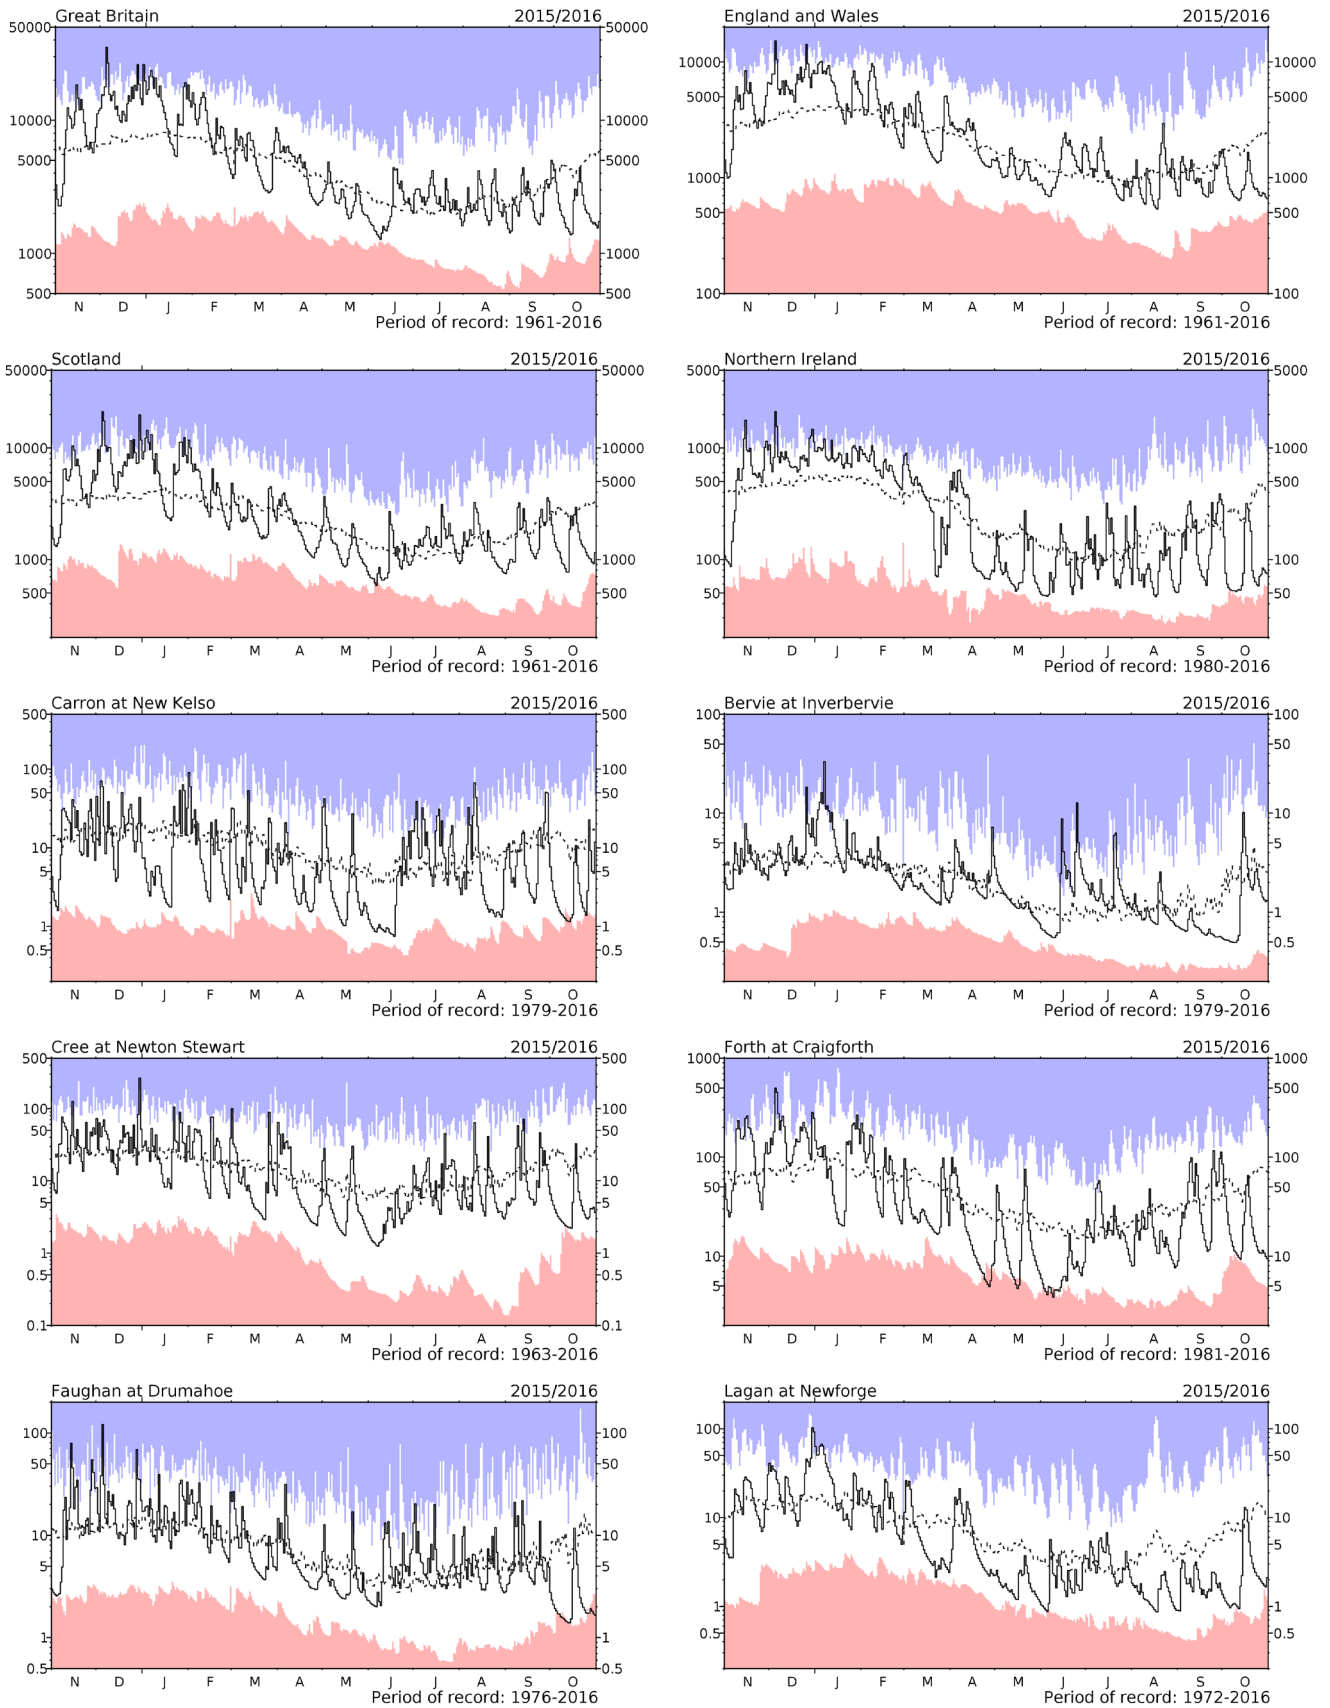 Great Britain 2015/2016
50000 50000
10000 10000
5000 5000
1000 1000
500 500
N D J F M A M J J A S O
Period of record: 1961-2016
England and Wales 2015/2016
10000 10000
5000 5000
1000 1000
500 500
100 100
N D J F M A M J J A S O
Period of record: 1961-2016
Scotland 2015/2016
50000 50000
10000 10000
5000 5000
1000 1000
500 500
N D J F M A M J J A S O
Period of record: 1961-2016
Northern Ireland 2015/2016
5000 5000
1000 1000
500 500
100 100
50 50
N D J F M A M J J A S O
Period of record: 1980-2016
Carron at New Kelso 2015/2016
500 500
100 100
50 50
10 10
5 5
1 1
0.5 0.5
N D J F M A M J J A S O
Period of record: 1979-2016
Bervie at Inverbervie 2015/2016
100 100
50 50
10 10
5 5
1 1
0.5 0.5
N D J F M A M J J A S O
Period of record: 1979-2016
Cree at Newton Stewart 2015/2016
500 500
100 100
50 50
10 10
5 5
1 1
0.5 0.5
0.1 0.1
N D J F M A M J J A S O
Period of record: 1963-2016
Forth at Craigforth 2015/2016
1000 1000
500 500
100 100
50 50
10 10
5 5
N D J F M A M J J A S O
Period of record: 1981-2016
Faughan at Drumahoe 2015/2016
100 100
50 50
10 10
5 5
1 1
0.5 0.5
N D J F M A M J J A S O
Period of record: 1976-2016
Lagan at Newforge 2015/2016
100 100
50 50
10 10
5 5
1 1
0.5 0.5
N D J F M A M J J A S O
Period of record: 1972-2016